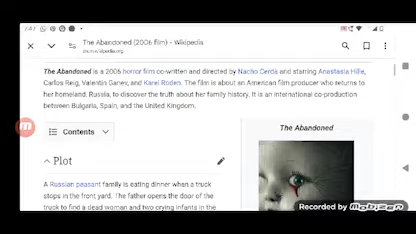 7:47
The Abandoned (2006 film) - Wikipedia
en.m.wikipedia.org
The Abandoned is a 2006 horror film co-written and directed by Nacho Cerdà and starring Anastasia Hille,
Carlos Reig, Valentin Ganev, and Karel Roden. The film is about an American film producer who returns to
her homeland, Russia, to discover the truth about her family history. It is an international co-production
between Bulgaria, Spain, and the United Kingdom.
Contents
The Abandoned
Plot
A Russian peasant family is eating dinner when a truck
stops in the front yard. The father opens the door of the
truck to find a dead woman and two crying infants in the
Recorded by Mobizen